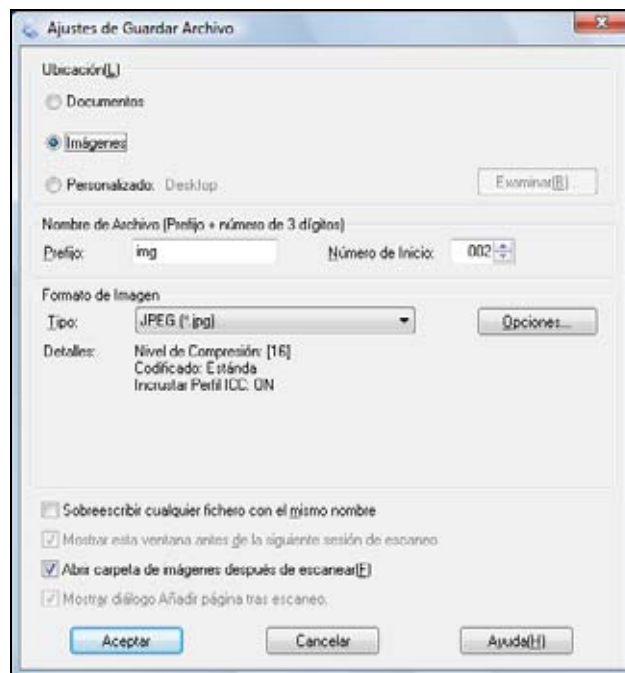 Ajustes de Guardar Archivo
Ubicación(L)
Documentos
Imágenes
Personalizado: Desktop Examinar(B)...
Nombre de Archivo (Prefijo + número de 3 dígitos)
Prefijo: img Número de Inicio: 002
Formato de Imagen
Tipo: JPEG (*.jpg) Opciones...
Detalles: Nivel de Compresión: [16]
Codificado: Estánda
Incrustar Perfil ICC: ON
Sobreescribir cualquier fichero con el mismo nombre
Mostrar esta ventana antes de la siguiente sesión de escaneo
Abrir carpeta de imágenes después de escanear(F)
Mostrar diálogo Añadir página tras escaneo.
Aceptar Cancelar Ayuda(H)